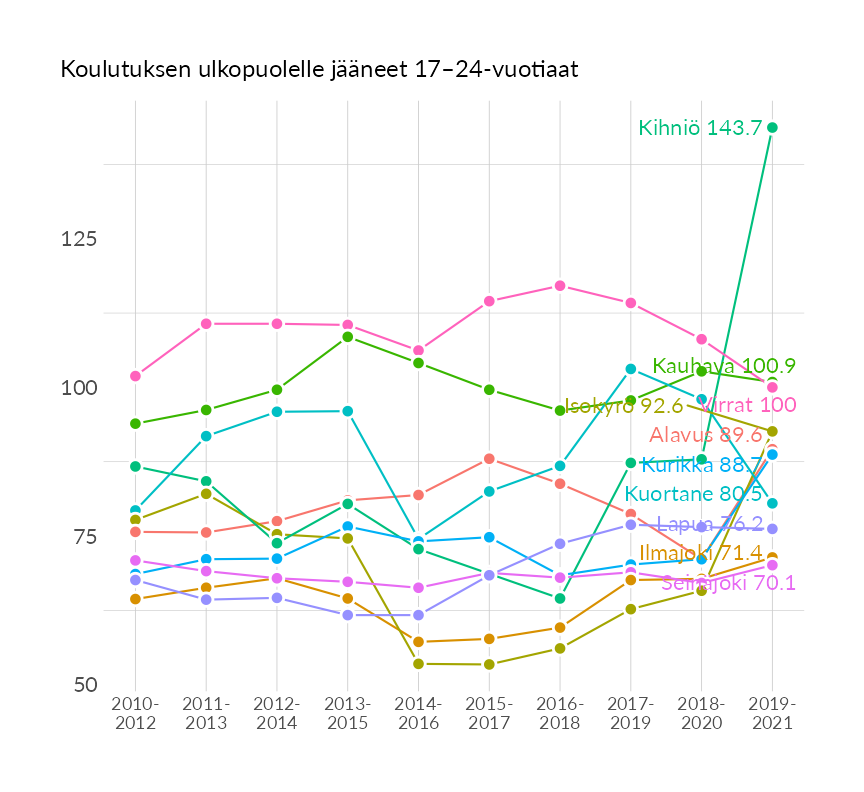 Koulutuksen ulkopuolelle jääneet 17–24-vuotiaat
Kihniö 143.7
125
Kauhava 100.9
100
Isokyrö 92.6
Virrat 100
Alavus 89.6
Kurikka 88.7
Kuortane 80.5
75
Lapua 76.2
Ilmajoki 71.4
Seinäjoki 70.1
50
2010- 2011- 2012- 2013- 2014- 2015- 2016- 2017- 2018- 2019-
2012 2013 2014 2015 2016 2017 2018 2019 2020 2021